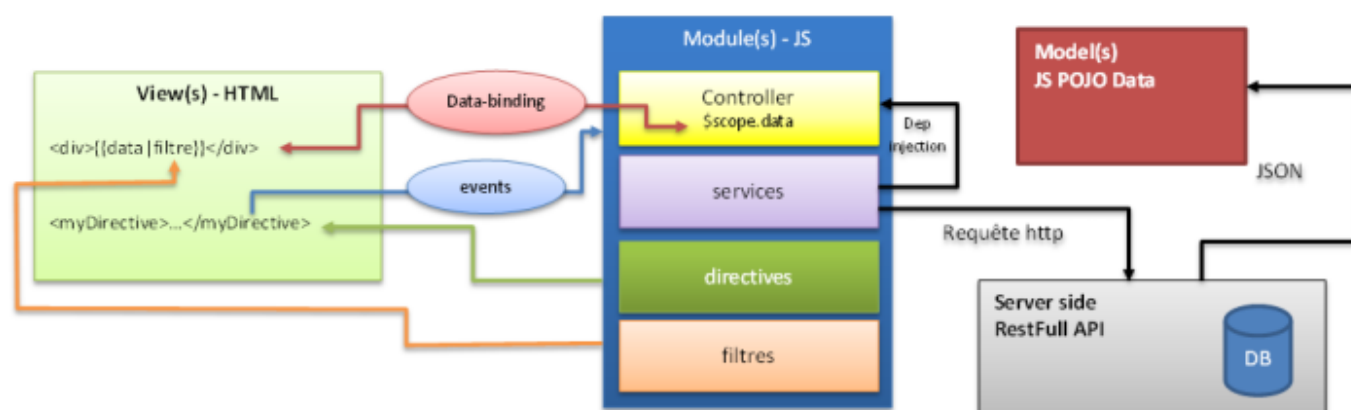 View(s) - HTML
<div>{{data|filtre}}</div>
<myDirective>...</myDirective>
Data-binding
events
Module(s) - JS
Controller
$scope.data
services
directives
filtres
Dep
injection
Requête http
Model(s)
JS POJO Data
JSON
Server side
RestFull API
DB